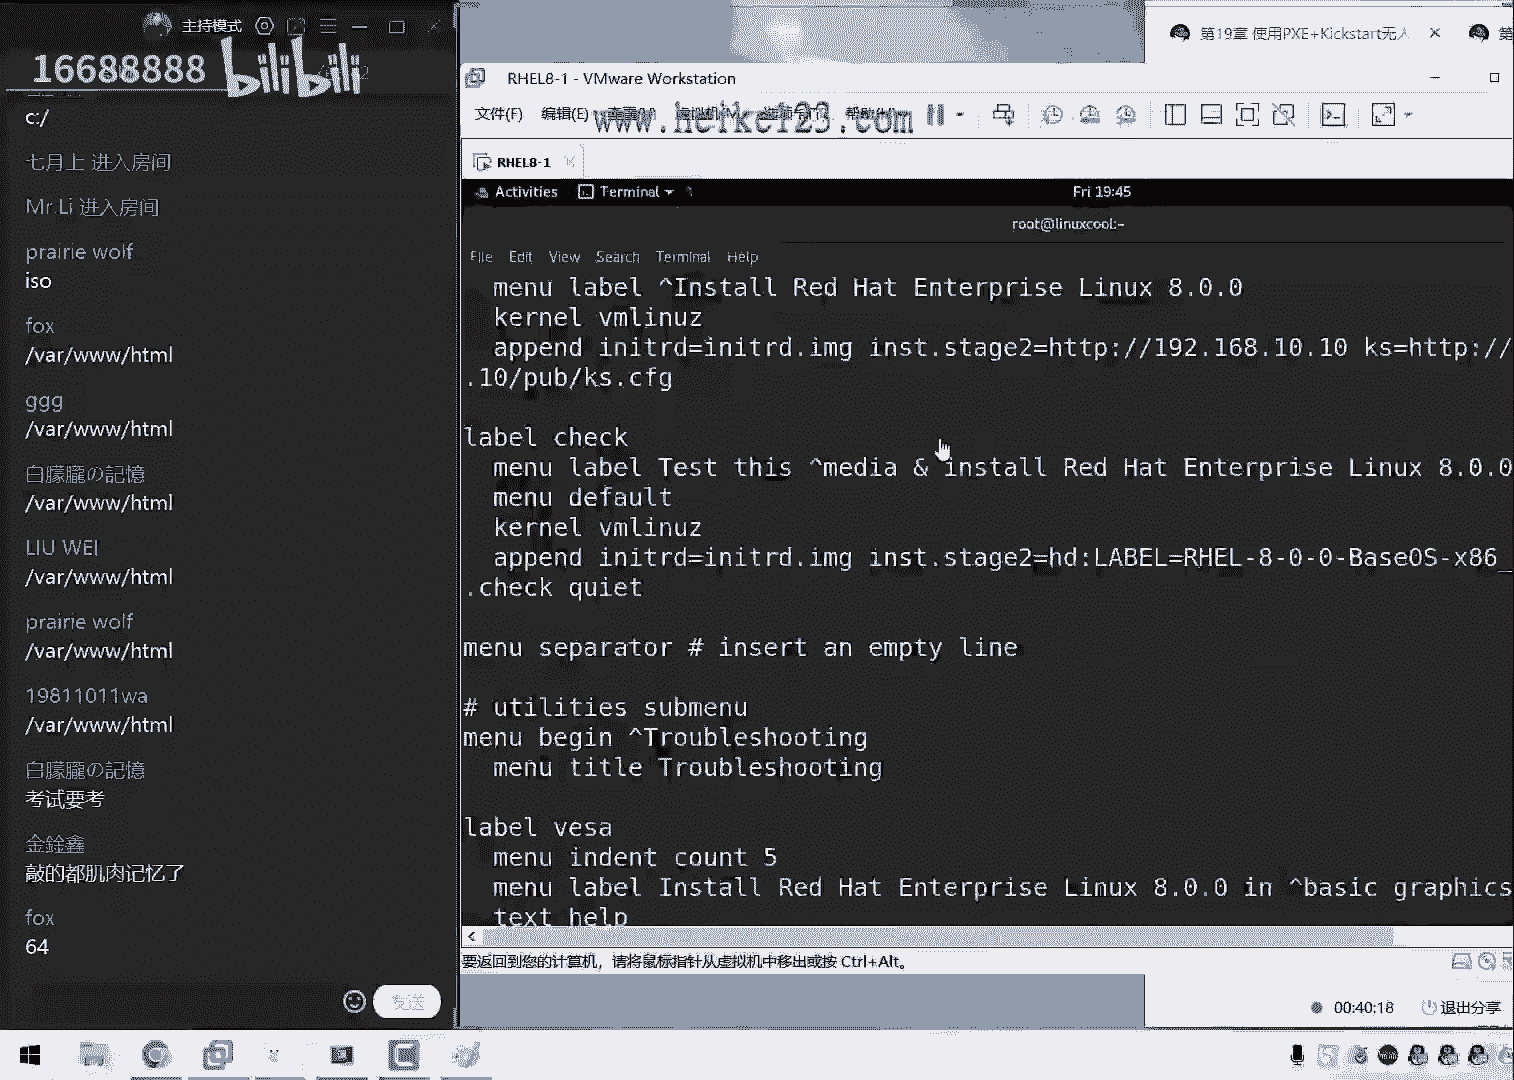 主持模式
16688888 bilibili
c:/
七月上 进入房间
Mr.Li 进入房间
prairie wolf
iso
fox
/var/www/html
ggg
/var/www/html
白朦朧の記憶
/var/www/html
LIU WEI
/var/www/html
prairie wolf
/var/www/html
19811011wa
/var/www/html
白朦朧の記憶
考试要考
金銓鑫
敲的都肌肉记忆了
fox
64
发送
第19章 使用PXE+Kickstart无人
第
RHEL8-1 - VMware Workstation
文件(F) 编辑(E)
www.heike123.com
RHEL8-1
Activities Terminal Fri 19:45
root@linuxcool:~
File Edit View Search Terminal Help
menu label ^Install Red Hat Enterprise Linux 8.0.0
kernel vmlinuz
append initrd=initrd.img inst.stage2=http://192.168.10.10 ks=http://
.10/pub/ks.cfg
label check
menu label Test this ^media & install Red Hat Enterprise Linux 8.0.0
menu default
kernel vmlinuz
append initrd=initrd.img inst.stage2=hd:LABEL=RHEL-8-0-0-BaseOS-x86_
.check quiet
menu separator # insert an empty line
# utilities submenu
menu begin ^Troubleshooting
menu title Troubleshooting
label vesa
menu indent count 5
menu label Install Red Hat Enterprise Linux 8.0.0 in ^basic graphics
text help
要返回到您的计算机，请将鼠标指针从虚拟机中移出或按 Ctrl+Alt。
00:40:18 退出分享